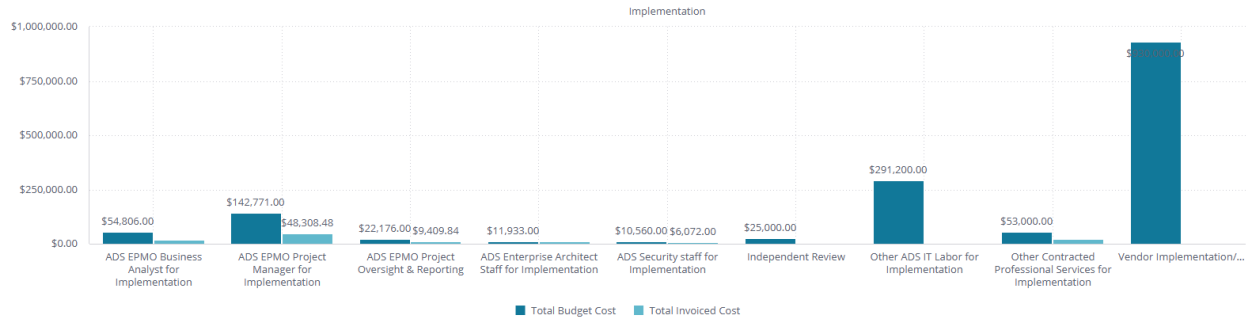 Implementation
$1,000,000.00
$750,000.00
$500,000.00
$250,000.00
$0.00
$54,806.00
$142,771.00
$48,308.48
$22,176.00
$9,409.84
$11,933.00
$10,560.00
$6,072.00
$25,000.00
$291,200.00
$53,000.00
ADS EPMO Business
Analyst for
Implementation
ADS EPMO Project
Manager for
Implementation
ADS EPMO Project
Oversight & Reporting
ADS Enterprise Architect
Staff for Implementation
ADS Security staff for
Implementation
Independent Review
Other ADS IT Labor for
Implementation
Other Contracted
Professional Services for
Implementation
Vendor Implementation/...
Total Budget Cost
Total Invoiced Cost